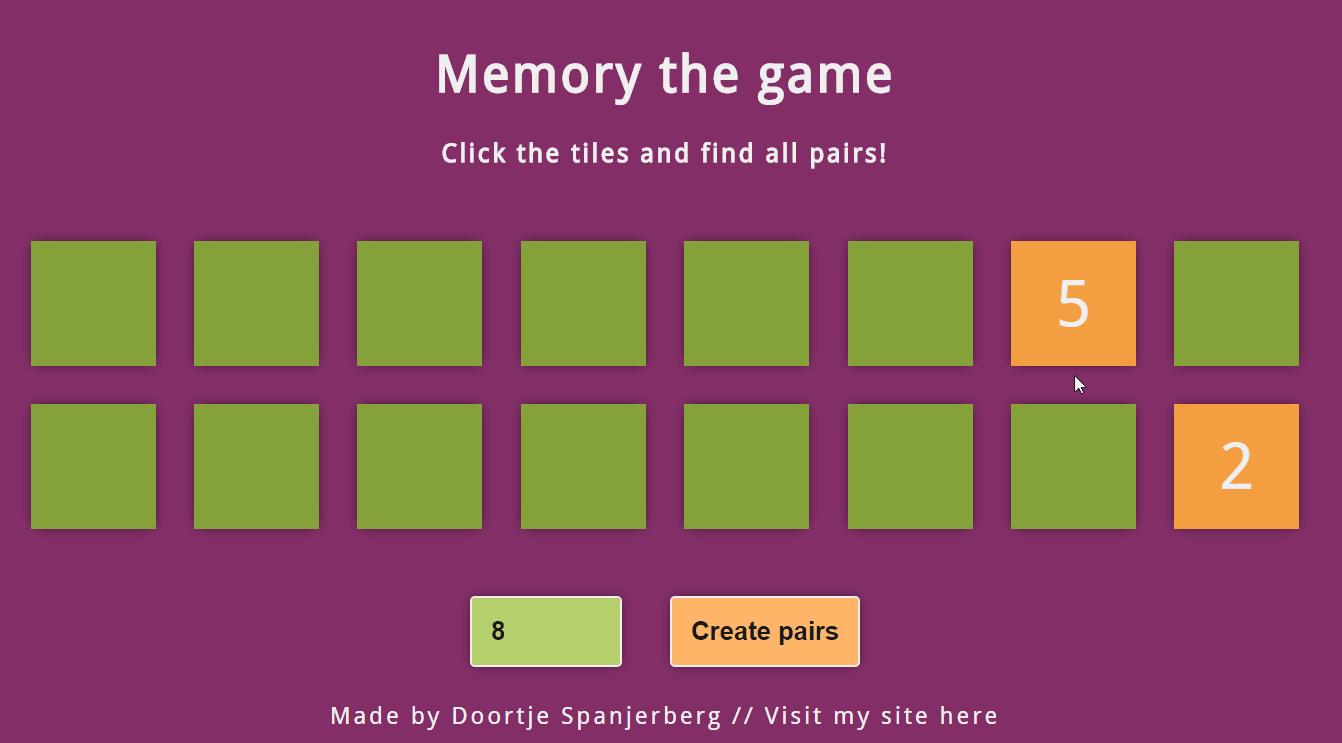 Memory the game
Click the tiles and find all pairs!
5
2
8
Create pairs
Made by Doortje Spanjerberg // Visit my site here